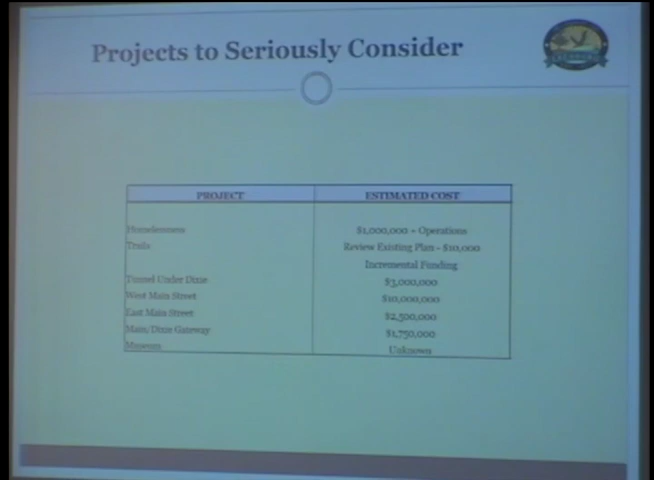 Projects to Seriously Consider
PROJECT ESTIMATED COST
Homelessness $1,000,000 + Operations
Trails Review Existing Plan - $10,000
Incremental Funding
Tunnel Under Dixie $3,000,000
West Main Street $10,000,000
East Main Street $2,500,000
Main/Dixie Gateway $1,750,000
Museum Unknown